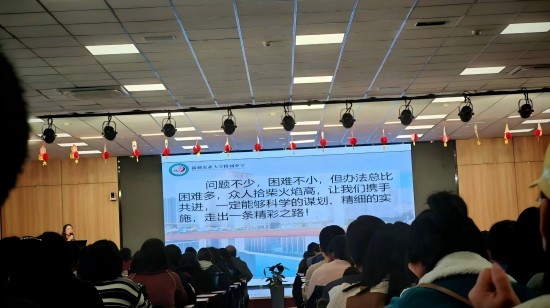 问题不少，困难不小，但办法总比
困难多，众人拾柴火焰高，让我们携手
共进，一定能够科学的谋划，精细的实
施，走出一条精彩之路！